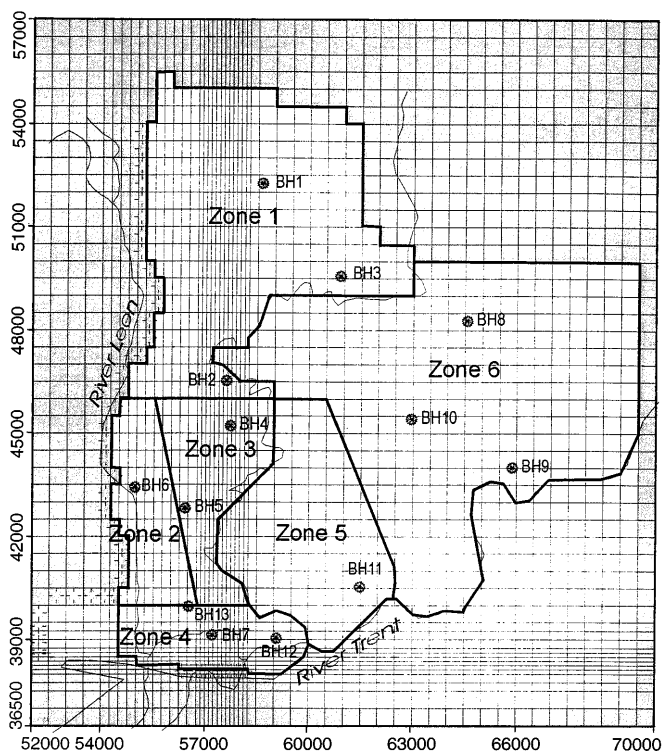 57000
54000
51000
48000
45000
42000
39000
36500
52000 54000 57000 60000 63000 66000 70000
BH1
Zone 1
BH3
River Leen
BH8
Zone 6
BH2
BH10
BH4
Zone 3
BH9
BH6
BH5
Zone 2
Zone 5
BH11
BH13
Zone 4
BH7
BH12
River Trent